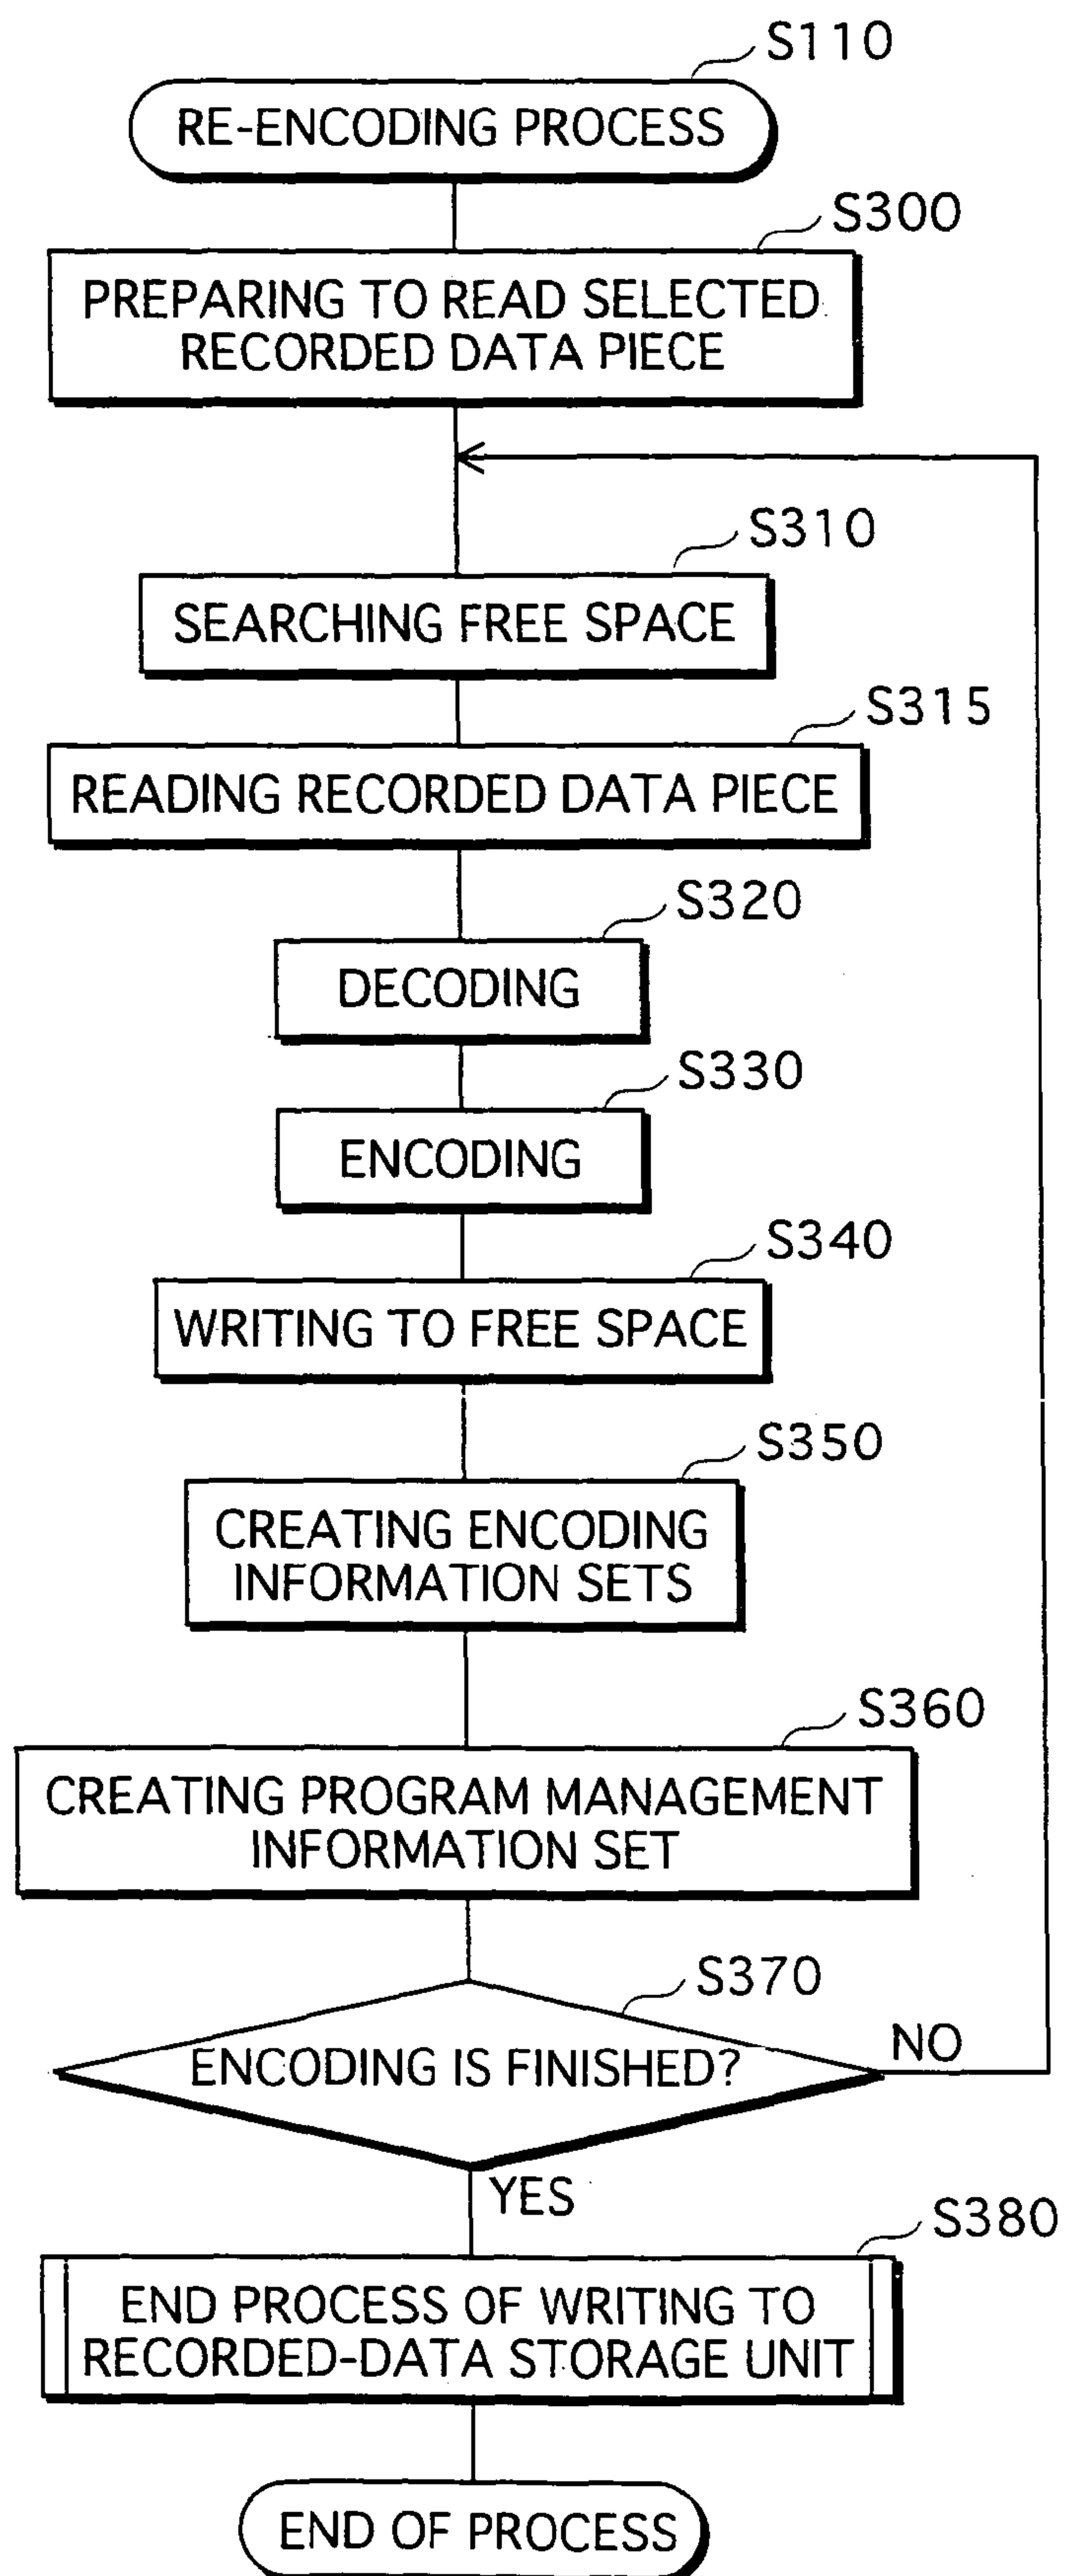 S110
RE-ENCODING PROCESS
S300
PREPARING TO READ SELECTED
RECORDED DATA PIECE
S310
SEARCHING FREE SPACE
S315
READING RECORDED DATA PIECE
S320
DECODING
S330
ENCODING
S340
WRITING TO FREE SPACE
S350
CREATING ENCODING
INFORMATION SETS
S360
CREATING PROGRAM MANAGEMENT
INFORMATION SET
S370
ENCODING IS FINISHED?
NO
YES
S380
END PROCESS OF WRITING TO
RECORDED-DATA STORAGE UNIT
END OF PROCESS